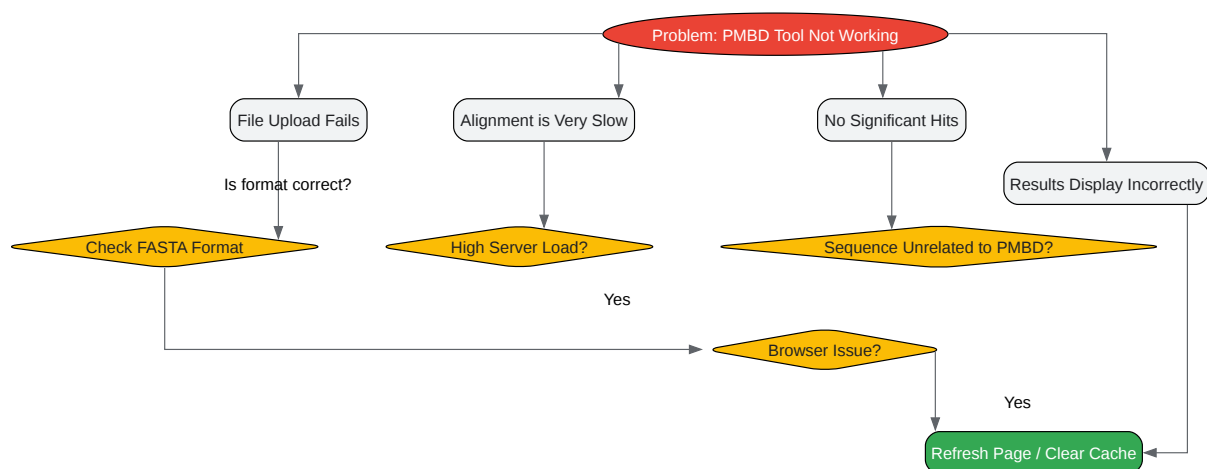 Problem: PMBD Tool Not Working
File Upload Fails
Alignment is Very Slow
No Significant Hits
Results Display Incorrectly
Is format correct?
Check FASTA Format
High Server Load?
Sequence Unrelated to PMBD?
Yes
Browser Issue?
Yes
Refresh Page / Clear Cache